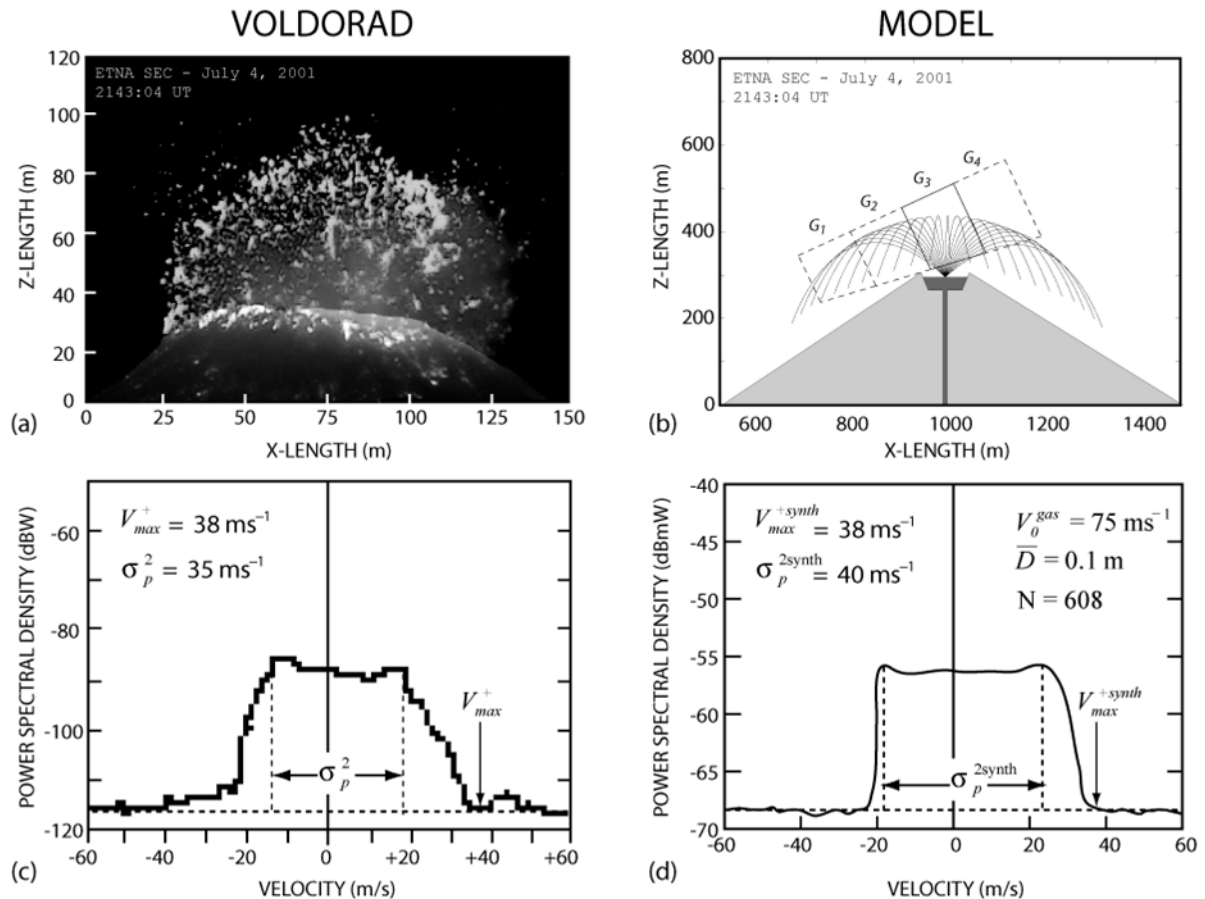 VOLDORAD
MODEL
ETNA SEC - July 4, 2001
2143:04 UT
120
100
80
60
40
20
0
Z-LENGTH (m)
0 25 50 75 100 125 150
X-LENGTH (m)
(a)
ETNA SEC - July 4, 2001
2143:04 UT
800
600
400
200
0
Z-LENGTH (m)
G1
G2
G3
G4
600 800 1000 1200 1400
X-LENGTH (m)
(b)
V+max = 38 ms−1
σ2p = 35 ms−1
-60
-80
-100
-120
POWER SPECTRAL DENSITY (dBW)
V+max
σ2p
-60 -40 -20 0 +20 +40 +60
VELOCITY (m/s)
(c)
V+synthmax = 38 ms−1
σ2synthp = 40 ms−1
Vgas0 = 75 ms−1
D̅ = 0.1 m
N = 608
-40
-45
-50
-55
-60
-65
-70
POWER SPECTRAL DENSITY (dBmW)
V+synthmax
σ2synthp
-60 -40 -20 0 20 40 60
VELOCITY (m/s)
(d)